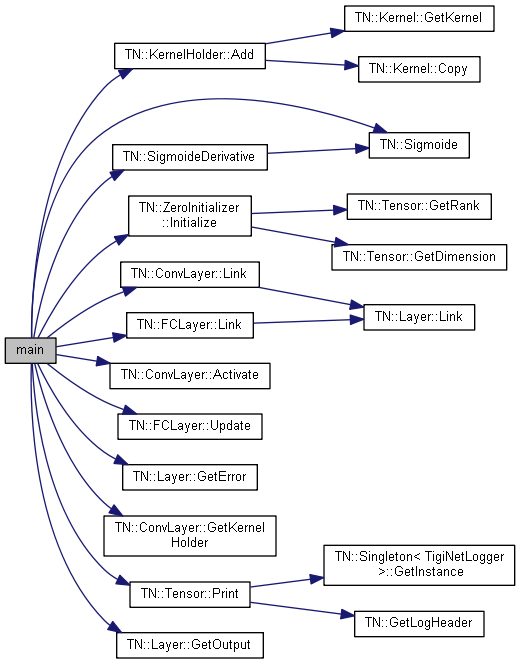 TN::Kernel::GetKernel
TN::KernelHolder::Add
TN::Kernel::Copy
TN::Sigmoide
TN::SigmoideDerivative
TN::ZeroInitializer
::Initialize
TN::Tensor::GetRank
TN::Tensor::GetDimension
TN::ConvLayer::Link
TN::Layer::Link
TN::FCLayer::Link
main
TN::ConvLayer::Activate
TN::FCLayer::Update
TN::Layer::GetError
TN::ConvLayer::GetKernel
Holder
TN::Singleton< TigiNetLogger
>::GetInstance
TN::Tensor::Print
TN::GetLogHeader
TN::Layer::GetOutput